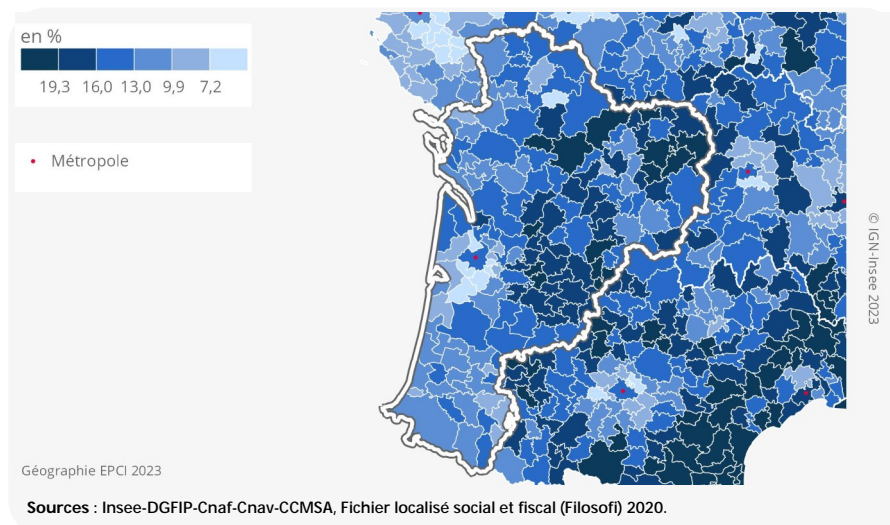 en %
19,3 16,0 13,0 9,9 7,2
Métropole
© IGN-Insee 2023
Géographie EPCI 2023
Sources : Insee-DGFIP-Cnaf-Cnav-CCMSA, Fichier localisé social et fiscal (Filosofi) 2020.